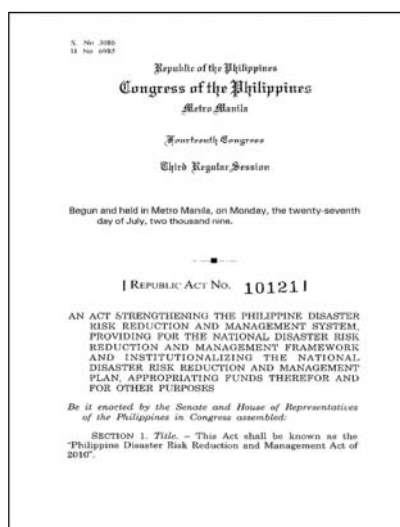 S. No 3086
H. No 6985
Republic of the Philippines
Congress of the Philippines
Metro Manila
Fourteenth Congress
Third Regular Session
Begun and held in Metro Manila, on Monday, the twenty-seventh
day of July, two thousand nine.
[ REPUBLIC ACT NO. 10121 ]
AN ACT STRENGTHENING THE PHILIPPINE DISASTER
RISK REDUCTION AND MANAGEMENT SYSTEM,
PROVIDING FOR THE NATIONAL DISASTER RISK
REDUCTION AND MANAGEMENT FRAMEWORK
AND INSTITUTIONALIZING THE NATIONAL
DISASTER RISK REDUCTION AND MANAGEMENT
PLAN, APPROPRIATING FUNDS THEREFOR AND
FOR OTHER PURPOSES
Be it enacted by the Senate and House of Representatives
of the Philippines in Congress assembled:
SECTION 1. Title. – This Act shall be known as the
"Philippine Disaster Risk Reduction and Management Act of
2010".